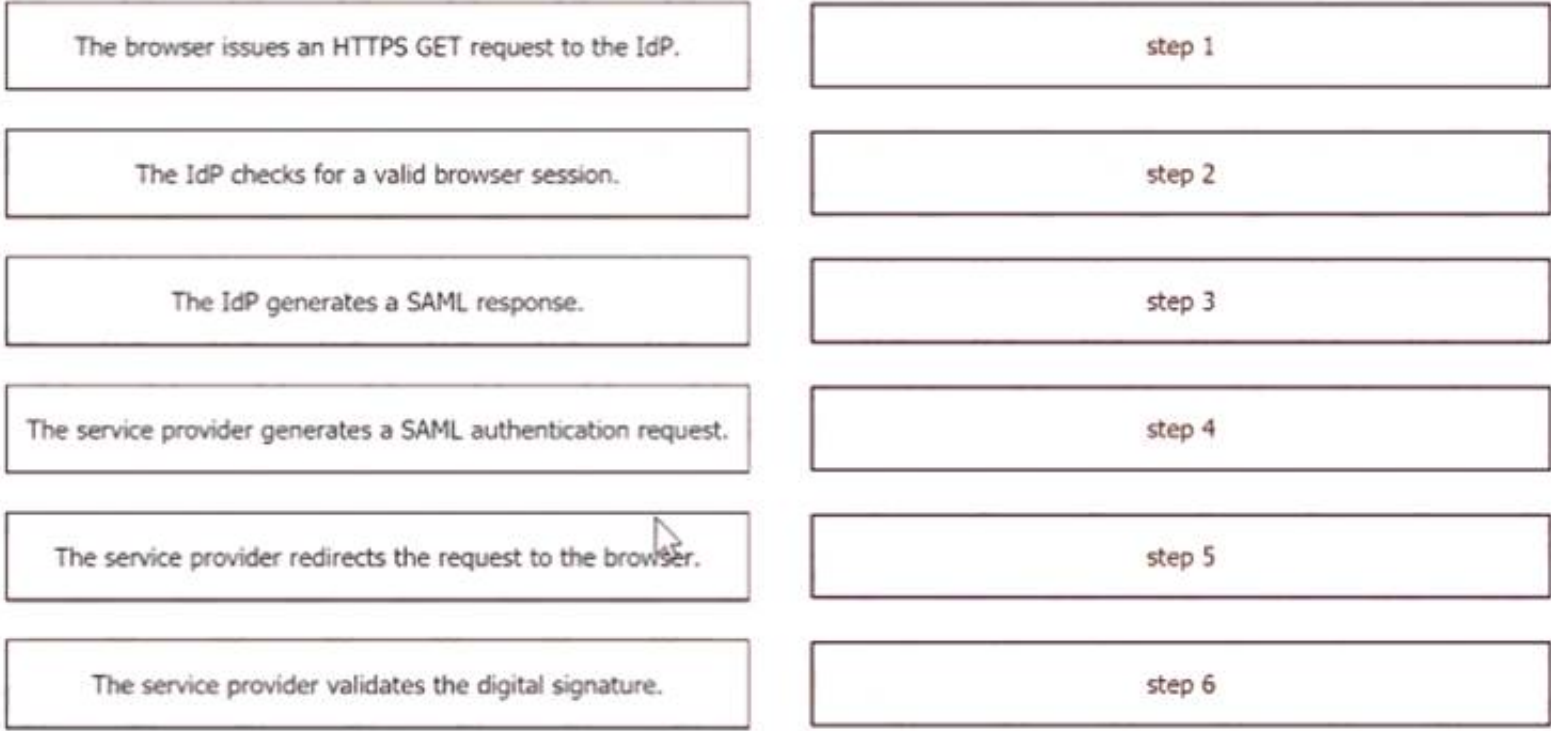 The browser issues an HTTPS GET request to the IdP.
step 1
The IdP checks for a valid browser session.
step 2
The IdP generates a SAML response.
step 3
The service provider generates a SAML authentication request.
step 4
The service provider redirects the request to the browser.
step 5
The service provider validates the digital signature.
step 6